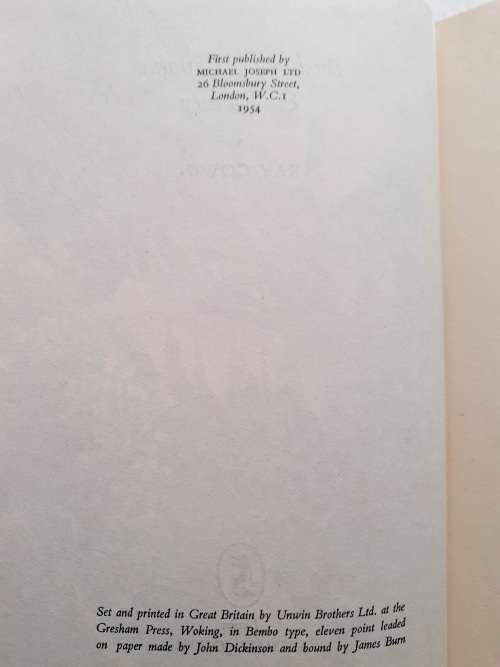 First published by
MICHAEL JOSEPH LTD
26 Bloomsbury Street,
London, W.C.1
1954
Set and printed in Great Britain by Unwin Brothers Ltd. at the
Gresham Press, Woking, in Bembo type, eleven point leaded
on paper made by John Dickinson and bound by James Burn